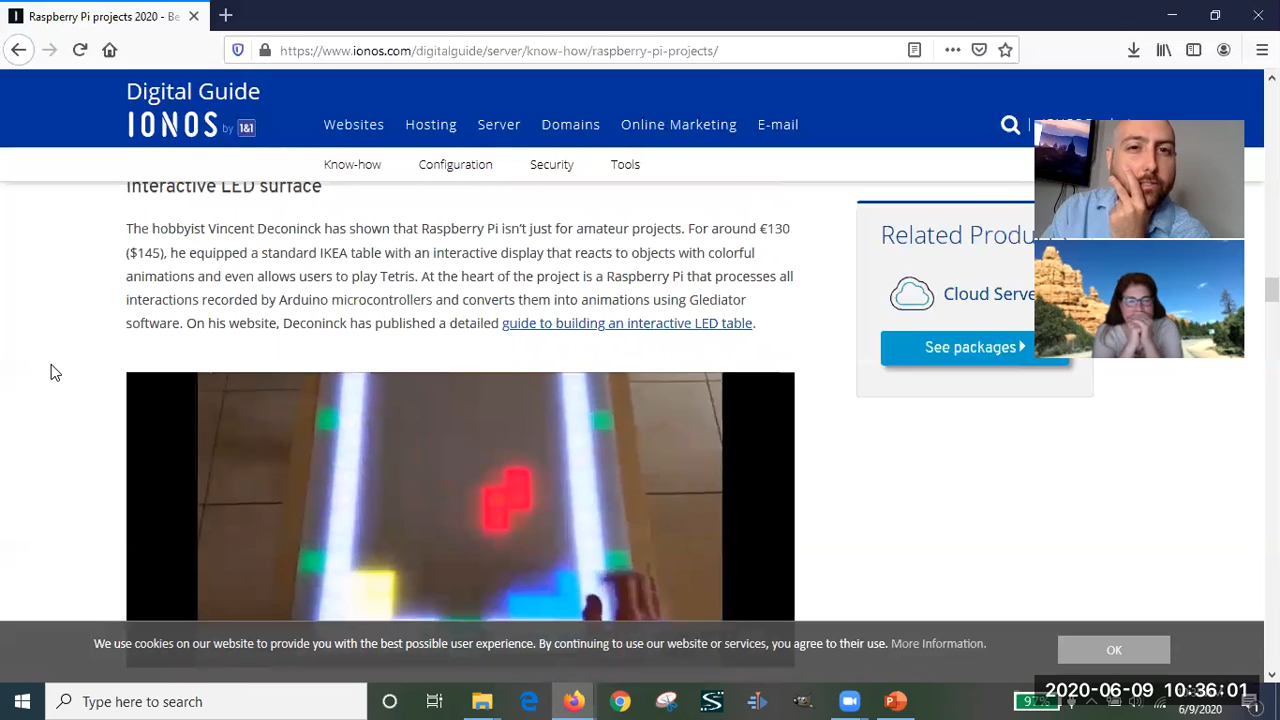 Raspberry Pi projects 2020 - Be
https://www.ionos.com/digitalguide/server/know-how/raspberry-pi-projects/
Digital Guide
IONOS by 1&1
Websites Hosting Server Domains Online Marketing E-mail
Know-how Configuration Security Tools
Interactive LED surface
The hobbyist Vincent Deconinck has shown that Raspberry Pi isn't just for amateur projects. For around €130
($145), he equipped a standard IKEA table with an interactive display that reacts to objects with colorful
animations and even allows users to play Tetris. At the heart of the project is a Raspberry Pi that processes all
interactions recorded by Arduino microcontrollers and converts them into animations using Glediator
software. On his website, Deconinck has published a detailed guide to building an interactive LED table.
Related Produ
Cloud Serve
See packages
We use cookies on our website to provide you with the best possible user experience. By continuing to use our website or services, you agree to their use. More Information.
OK
Type here to search
97%
2020-06-09 10:36:01
6/9/2020